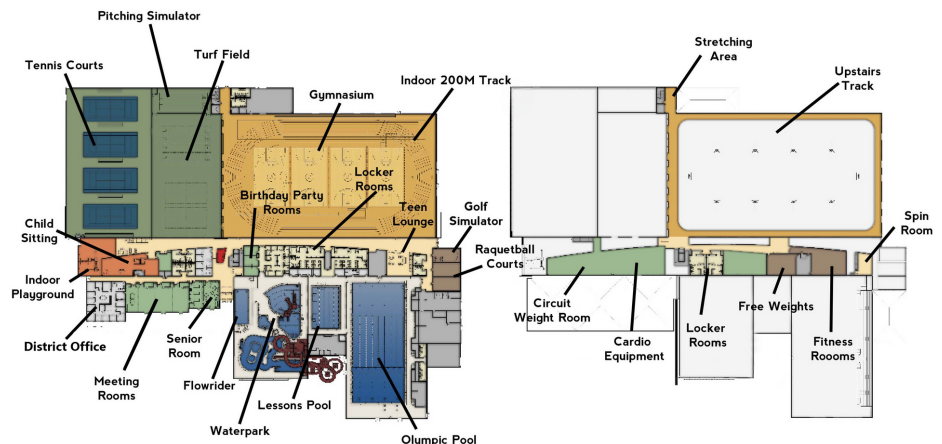 Pitching Simulator
Tennis Courts
Turf Field
Gymnasium
Indoor 200M Track
Birthday Party
Rooms
Locker
Rooms
Teen
Lounge
Golf
Simulator
Raquetball
Courts
Child
Sitting
Indoor
Playground
District Office
Meeting
Rooms
Senior
Room
Flowrider
Waterpark
Lessons Pool
Olympic Pool
Stretching
Area
Upstairs
Track
Spin
Room
Circuit
Weight Room
Cardio
Equipment
Locker
Rooms
Free Weights
Fitness
Roooms